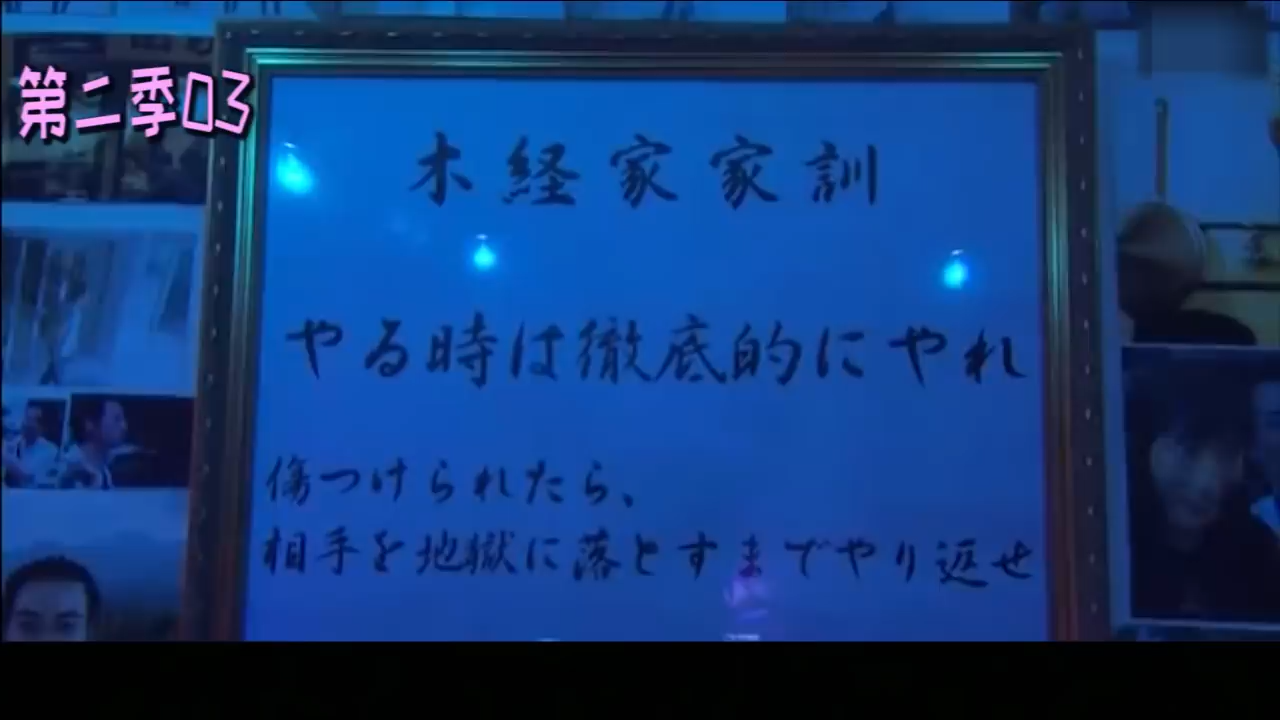 第二季03
木経家家訓
やる時は徹底的にやれ
傷つけられたら、
相手を地獄に落とすまでやり返せ